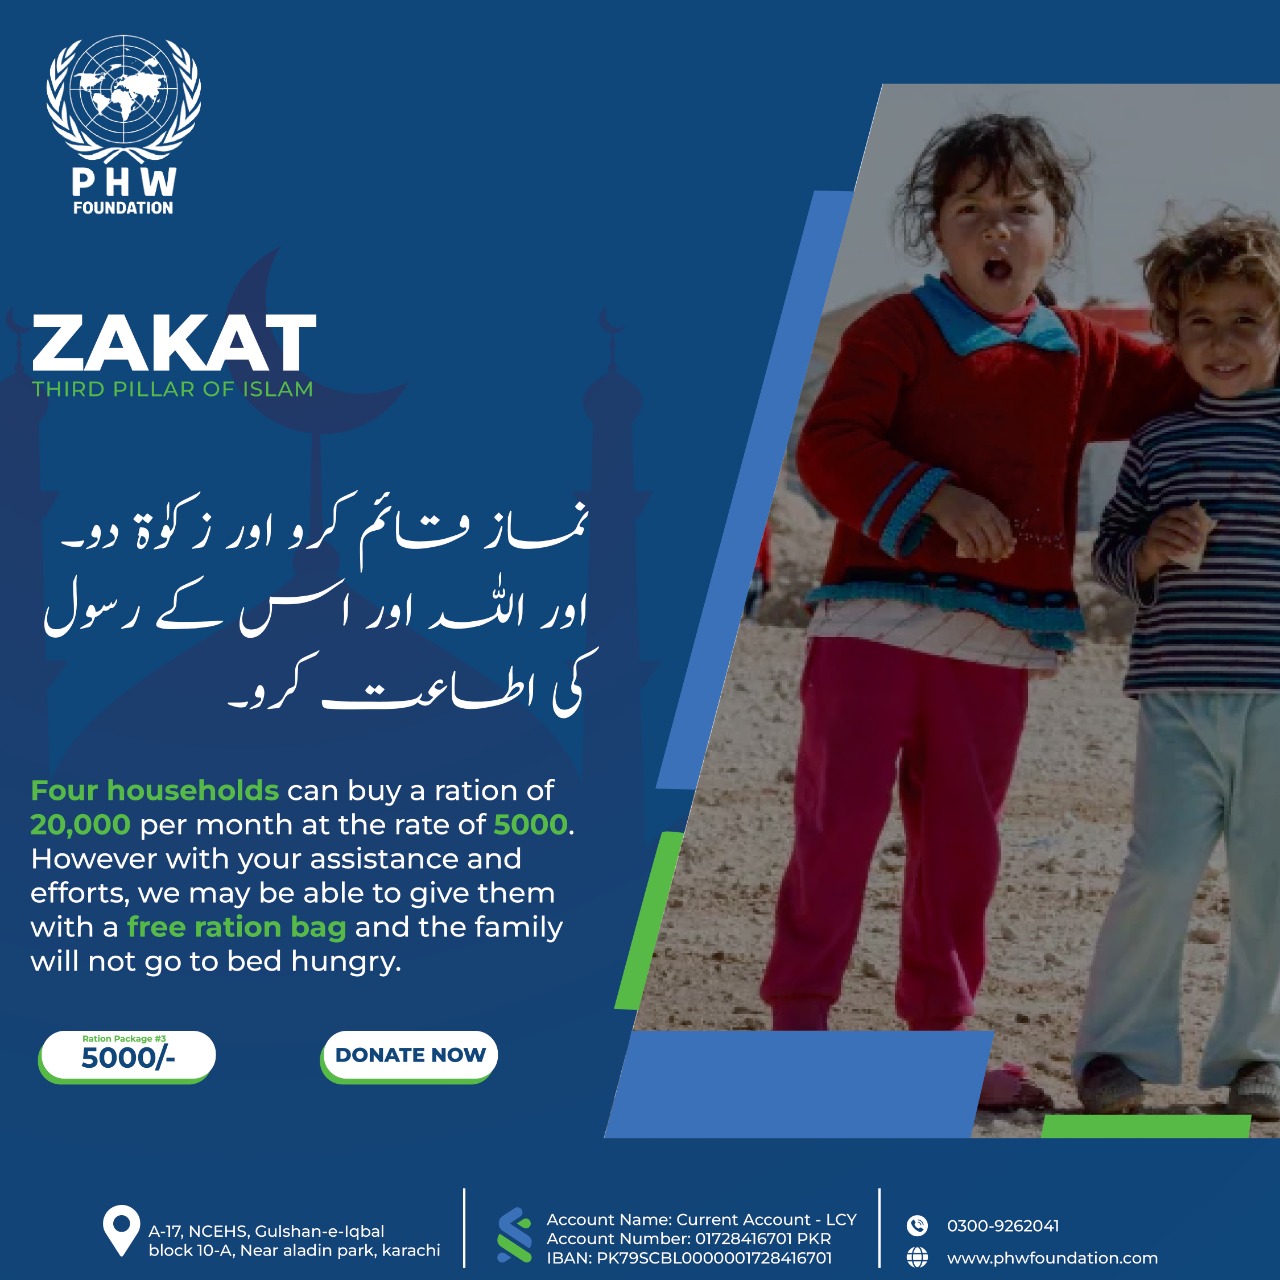 PHW
FOUNDATION
ZAKAT
THIRD PILLAR OF ISLAM
نماز قائم کرو اور زکوٰۃ دو۔
اور اللہ اور اس کے رسول
کی اطاعت کرو۔
Four households can buy a ration of
20,000 per month at the rate of 5000.
However with your assistance and
efforts, we may be able to give them
with a free ration bag and the family
will not go to bed hungry.
Ration Package #3
5000/-
DONATE NOW
A-17, NCEHS, Gulshan-e-Iqbal
block 10-A, Near aladin park, karachi
Account Name: Current Account - LCY
Account Number: 01728416701 PKR
IBAN: PK79SCBL0000001728416701
0300-9262041
www.phwfoundation.com